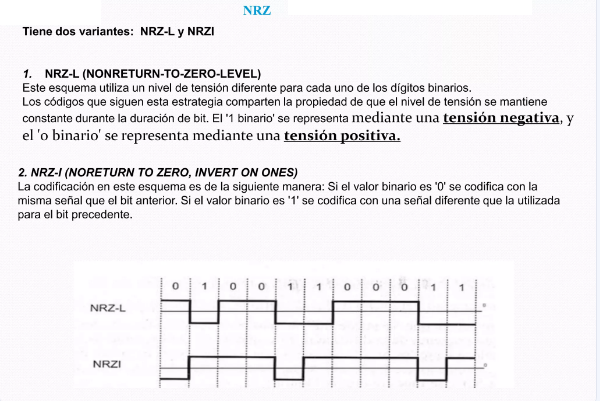 NRZ
Tiene dos variantes: NRZ-L y NRZI
1. NRZ-L (NONRETURN-TO-ZERO-LEVEL)
Este esquema utiliza un nivel de tensión diferente para cada uno de los dígitos binarios.
Los códigos que siguen esta estrategia comparten la propiedad de que el nivel de tensión se mantiene
constante durante la duración de bit. El '1 binario' se representa mediante una tensión negativa, y
el '0 binario' se representa mediante una tensión positiva.
2. NRZ-I (NORETURN TO ZERO, INVERT ON ONES)
La codificación en este esquema es de la siguiente manera: Si el valor binario es '0' se codifica con la
misma señal que el bit anterior. Si el valor binario es '1' se codifica con una señal diferente que la utilizada
para el bit precedente.
0 1 0 0 1 1 0 0 0 1 1
NRZ-L
NRZI